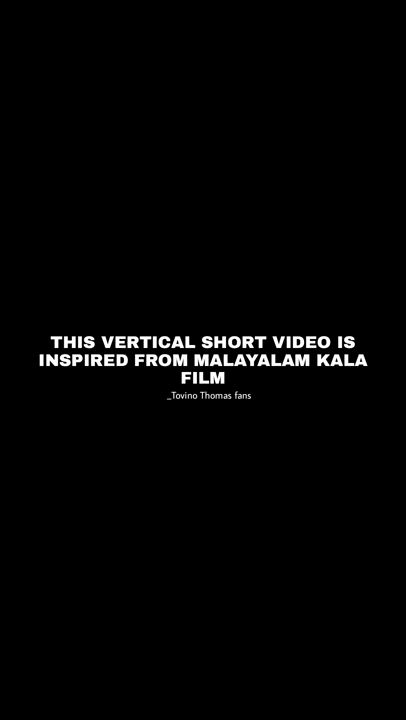 THIS VERTICAL SHORT VIDEO IS
INSPIRED FROM MALAYALAM KALA
FILM
_Tovino Thomas fans